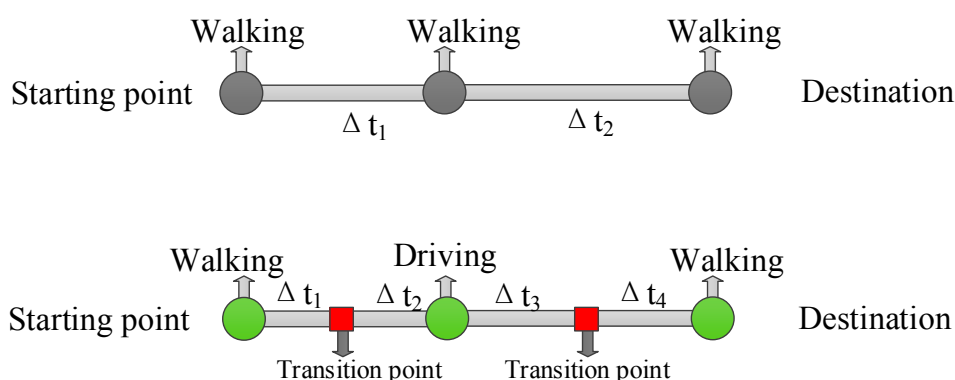 Walking Walking Walking
Starting point Destination
Δ t₁ Δ t₂
Walking Driving Walking
Δ t₁ Δ t₂ Δ t₃ Δ t₄
Starting point Destination
Transition point Transition point